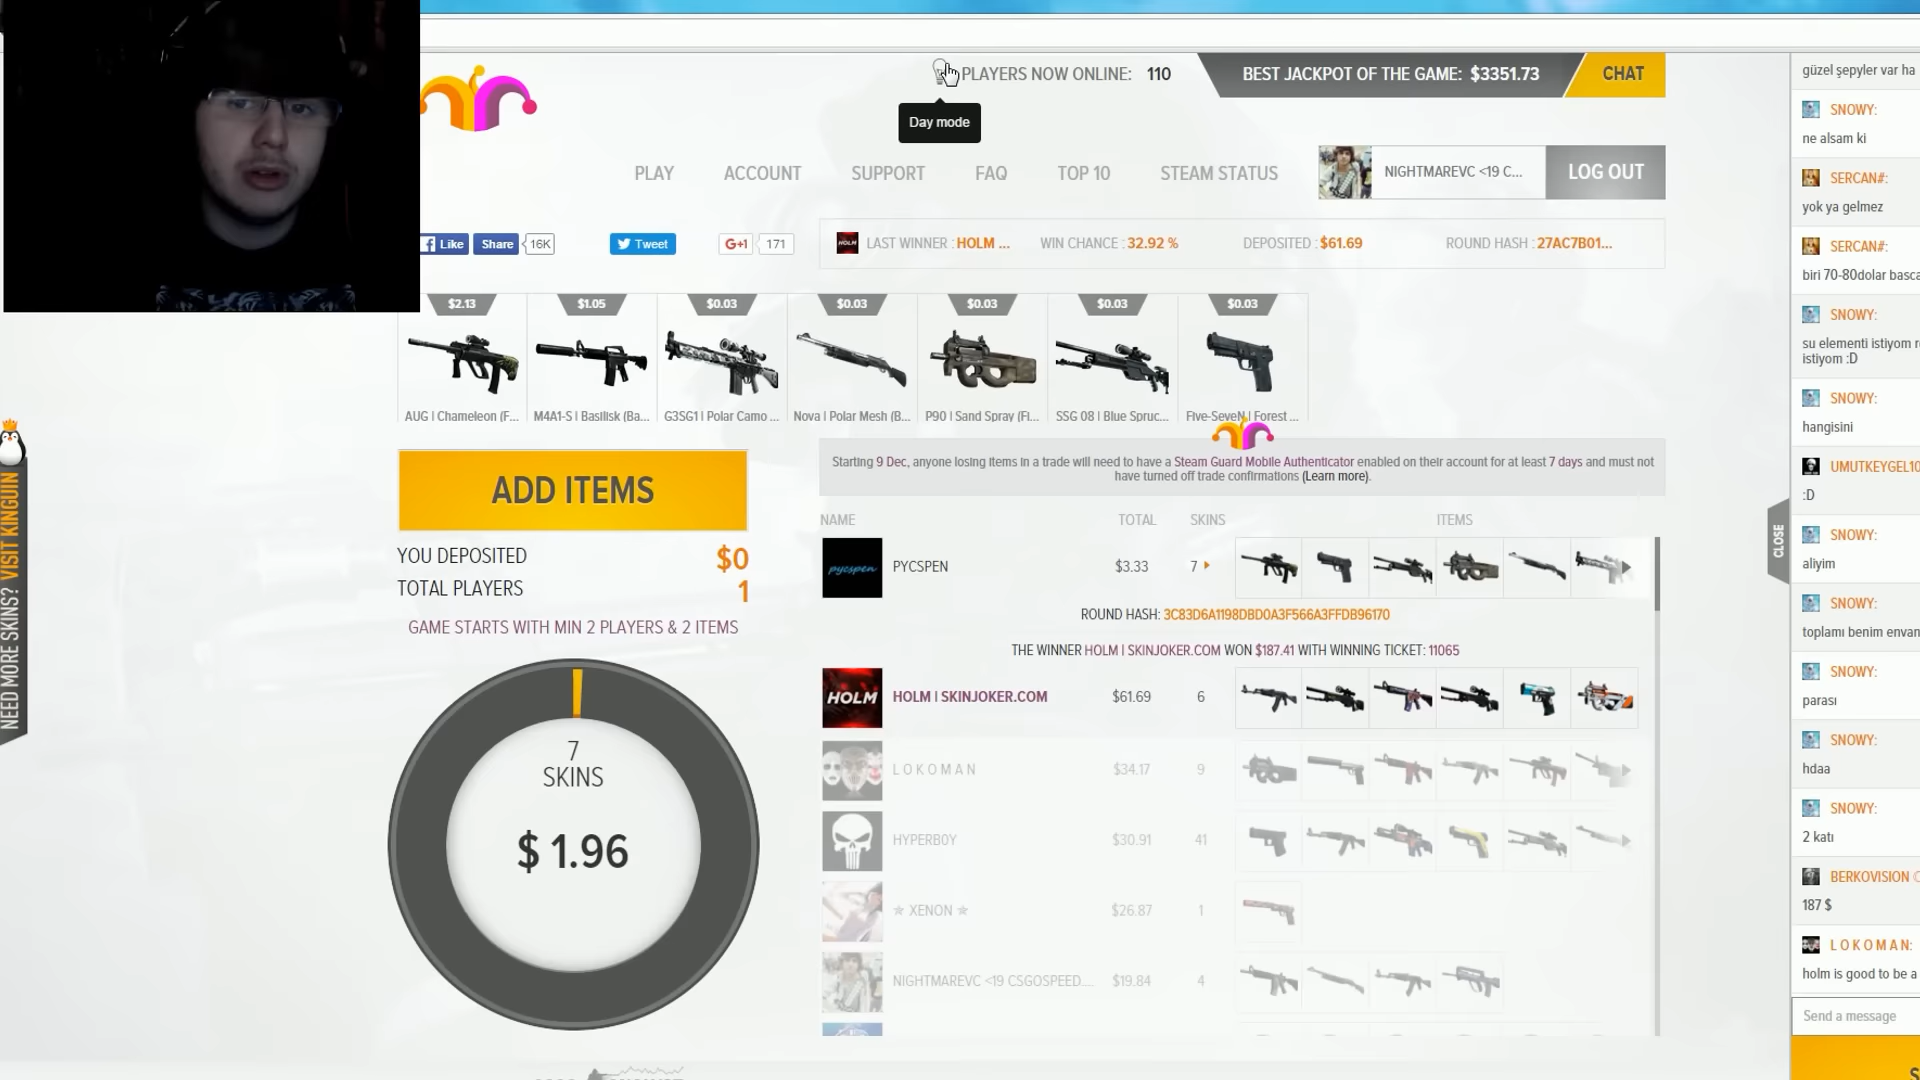 PLAYERS NOW ONLINE: 110
BEST JACKPOT OF THE GAME: $3351.73
CHAT
Day mode
PLAY
ACCOUNT
SUPPORT
FAQ
TOP 10
STEAM STATUS
NIGHTMAREVC <19 C...
LOG OUT
Like
Share
16K
Tweet
G+1
171
HOLM
LAST WINNER : HOLM ...
WIN CHANCE : 32.92 %
DEPOSITED : $61.69
ROUND HASH : 27AC7B01...
$2.13
$1.05
$0.03
$0.03
$0.03
$0.03
$0.03
AUG | Chameleon (F...
M4A1-S | Basilisk (Ba...
G3SG1 | Polar Camo ...
Nova | Polar Mesh (B...
P90 | Sand Spray (Fi...
SSG 08 | Blue Spruc...
Five-SeveN | Forest ...
NEED MORE SKINS? VISIT KINGUIN
ADD ITEMS
YOU DEPOSITED $0
TOTAL PLAYERS 1
GAME STARTS WITH MIN 2 PLAYERS & 2 ITEMS
7
SKINS
$ 1.96
Starting 9 Dec, anyone losing items in a trade will need to have a Steam Guard Mobile Authenticator enabled on their account for at least 7 days and must not
have turned off trade confirmations (Learn more).
NAME TOTAL SKINS ITEMS
pycspen
PYCSPEN $3.33 7
ROUND HASH: 3C83D6A1198DBD0A3F566A3FFDB96170
THE WINNER HOLM | SKINJOKER.COM WON $187.41 WITH WINNING TICKET: 11065
HOLM
HOLM | SKINJOKER.COM $61.69 6
L O K O M A N $34.17 9
HYPERB0Y $30.91 41
★ XENON ★ $26.87 1
NIGHTMAREVC <19 CSGOSPEED.... $19.84 4
CLOSE
güzel şepyler var ha
SNOWY:
ne alsam ki
SERCAN#:
yok ya gelmez
SERCAN#:
biri 70-80dolar basca
SNOWY:
su elementi istiyom r
istiyom :D
SNOWY:
hangisini
UMUTKEYGEL10
:D
SNOWY:
aliyim
SNOWY:
toplamı benim envan
SNOWY:
parası
SNOWY:
hdaa
SNOWY:
2 katı
BERKOVISION
187 $
L O K O M A N:
holm is good to be a
Send a message
S